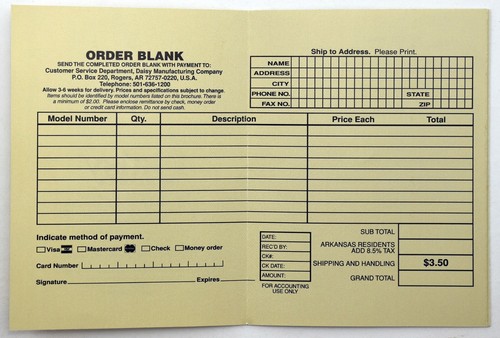 ORDER BLANK
SEND THE COMPLETED ORDER BLANK WITH PAYMENT TO:
Customer Service Department, Daisy Manufacturing Company
P.O. Box 220, Rogers, AR 72757-0220, U.S.A.
Telephone: 501-636-1200
Allow 3-6 weeks for delivery. Prices and specifications subject to change.
Items should be identified by model numbers listed on this brochure. There is
a minimum of $2.00. Please enclose remittance by check, money order
or credit card information. Do not send cash.
Ship to Address. Please Print.
NAME
ADDRESS
CITY
PHONE NO. STATE
FAX NO. ZIP
Model Number Qty. Description Price Each Total
Indicate method of payment.
Visa Mastercard Check Money order
Card Number
Signature Expires
DATE:
REC'D BY:
CK#:
CK DATE:
AMOUNT:
FOR ACCOUNTING
USE ONLY
SUB TOTAL
ARKANSAS RESIDENTS
ADD 8.5% TAX
SHIPPING AND HANDLING $3.50
GRAND TOTAL